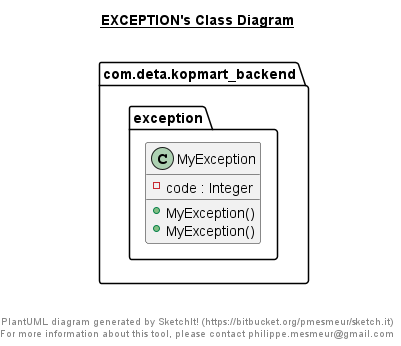 EXCEPTION's Class Diagram
com.deta.kopmart_backend
exception
C MyException
code : Integer
MyException()
MyException()
PlantUML diagram generated by SketchIt! (https://bitbucket.org/pmesmeur/sketch.it)
For more information about this tool, please contact philippe.mesmeur@gmail.com